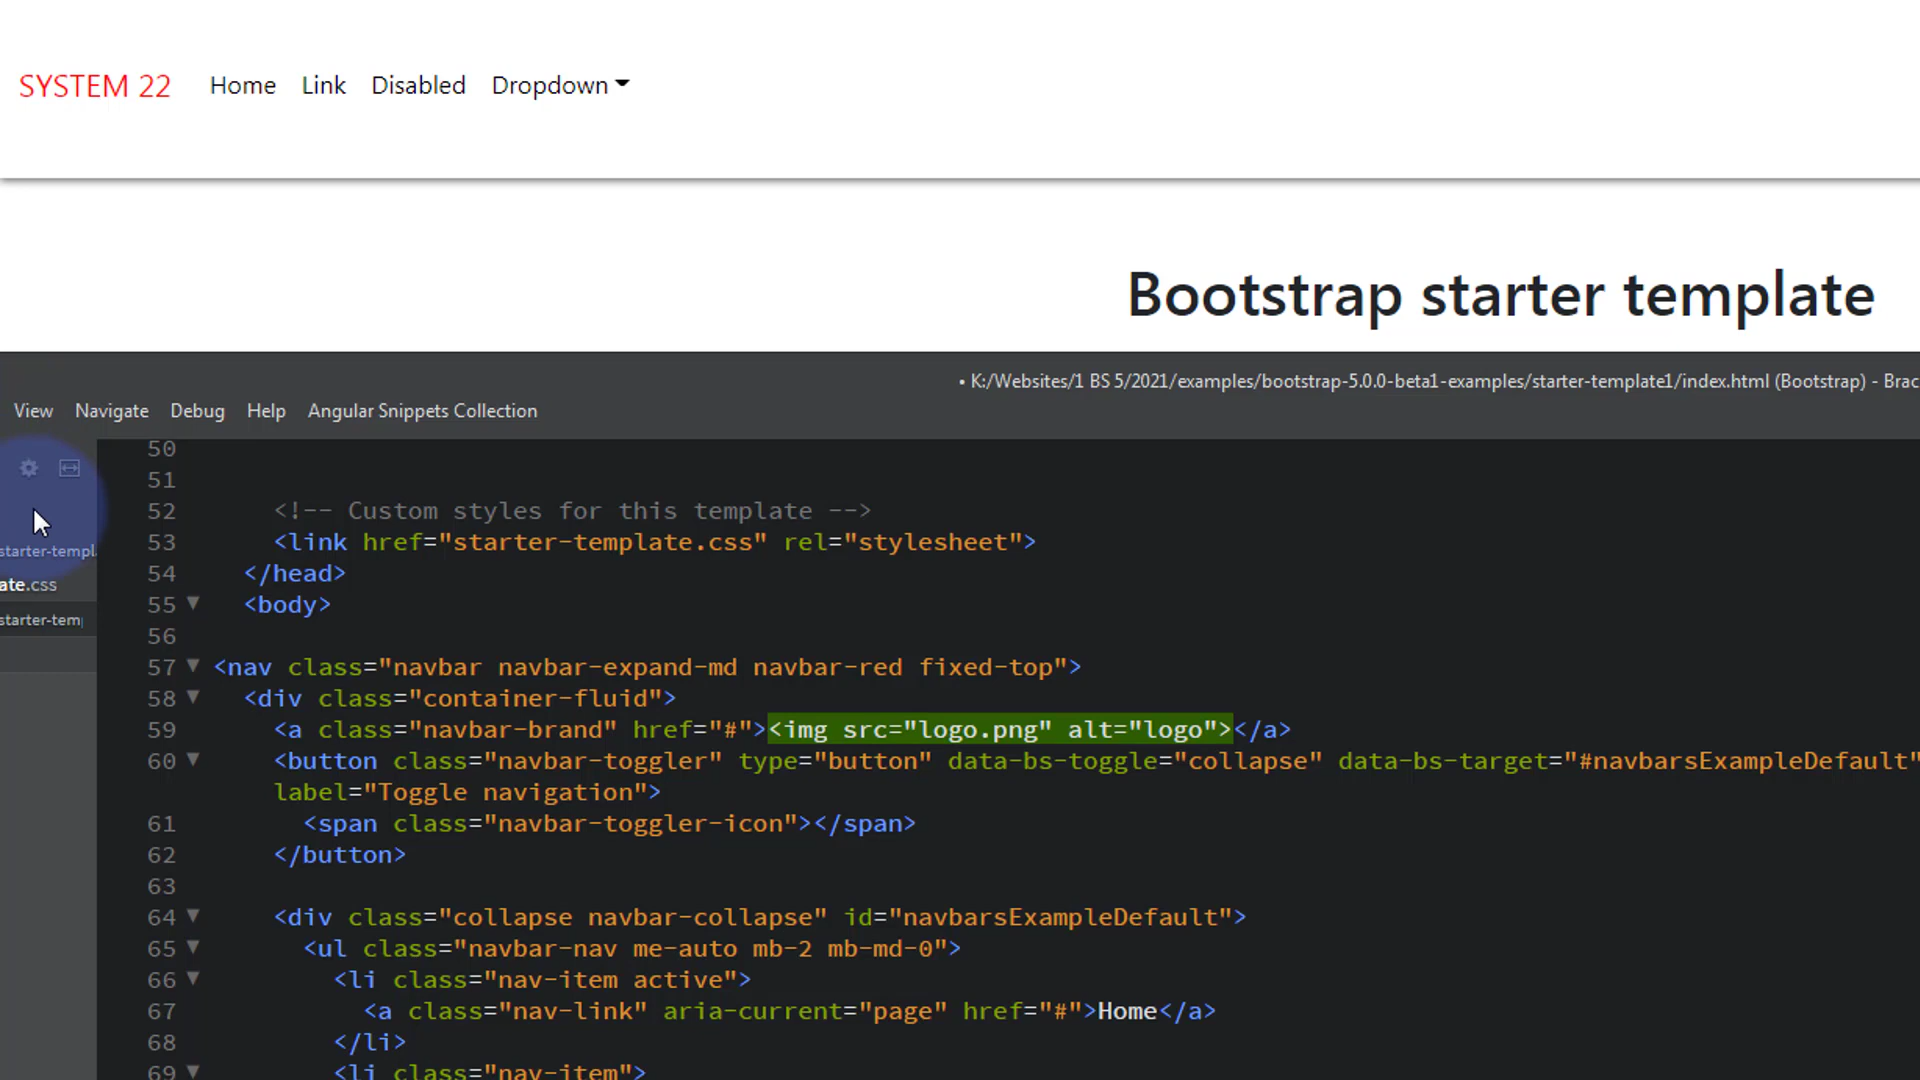 SYSTEM 22 Home Link Disabled Dropdown
Bootstrap starter template
• K:/Websites/1 BS 5/2021/examples/bootstrap-5.0.0-beta1-examples/starter-template1/index.html (Bootstrap) - Brac
View Navigate Debug Help Angular Snippets Collection
starter-templ
ate.css
starter-tem
50
51
52 <!-- Custom styles for this template -->
53 <link href="starter-template.css" rel="stylesheet">
54 </head>
55 <body>
56
57 <nav class="navbar navbar-expand-md navbar-red fixed-top">
58 <div class="container-fluid">
59 <a class="navbar-brand" href="#"><img src="logo.png" alt="logo"></a>
60 <button class="navbar-toggler" type="button" data-bs-toggle="collapse" data-bs-target="#navbarsExampleDefault"
label="Toggle navigation">
61 <span class="navbar-toggler-icon"></span>
62 </button>
63
64 <div class="collapse navbar-collapse" id="navbarsExampleDefault">
65 <ul class="navbar-nav me-auto mb-2 mb-md-0">
66 <li class="nav-item active">
67 <a class="nav-link" aria-current="page" href="#">Home</a>
68 </li>
69 <li class="nav-item">